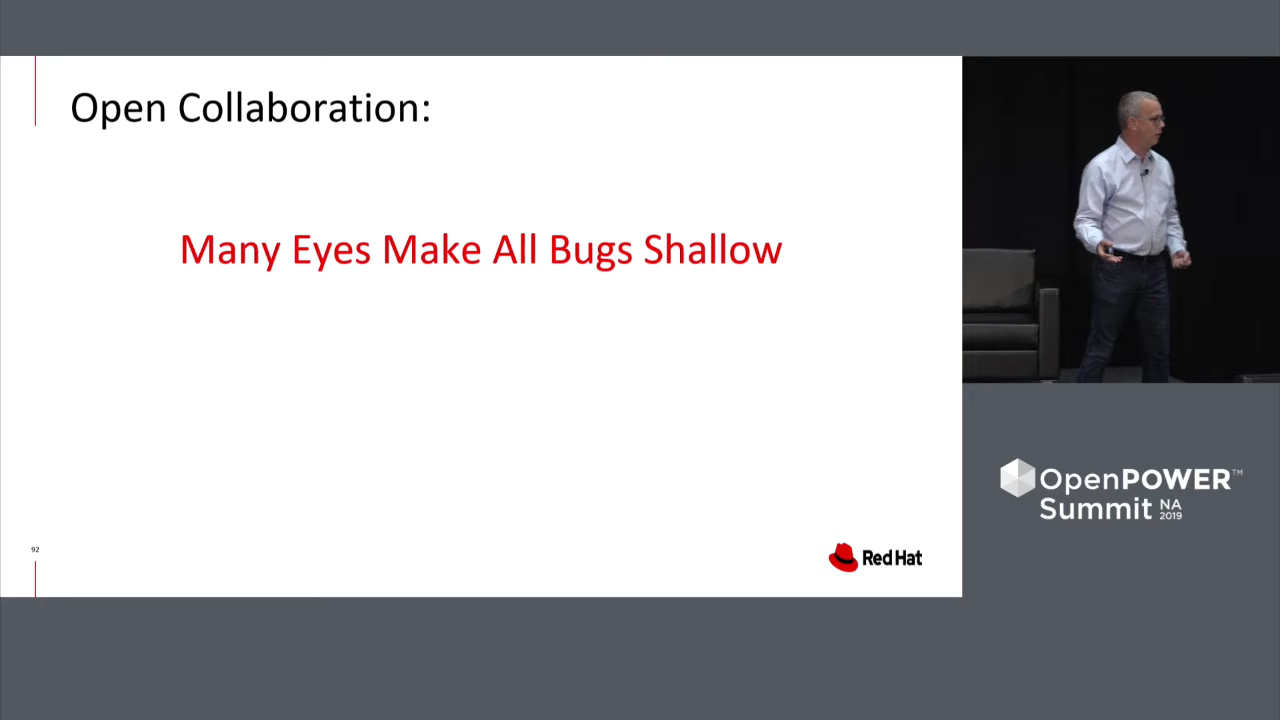 Open Collaboration:
Many Eyes Make All Bugs Shallow
92
Red Hat
OpenPOWER™
Summit NA
2019